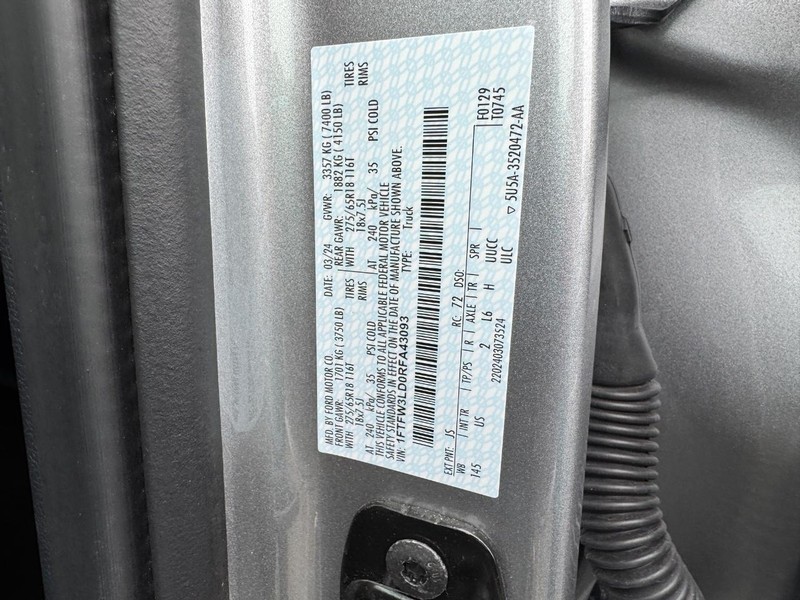 MFD. BY FORD MOTOR CO. DATE: 03/24 GVWR: 3357 KG ( 7400 LB)
FRONT GAWR: 1701 KG ( 3750 LB) REAR GAWR: 1882 KG ( 4150 LB)
WITH 275/65R18 116T TIRES WITH 275/65R18 116T TIRES
18x7.5J RIMS 18x7.5J RIMS
AT 240 kPa/ 35 PSI COLD AT 240 kPa/ 35 PSI COLD
THIS VEHICLE CONFORMS TO ALL APPLICABLE FEDERAL MOTOR VEHICLE
SAFETY STANDARDS IN EFFECT ON THE DATE OF MANUFACTURE SHOWN ABOVE.
VIN: 1FTFW3LD0RFA43093 TYPE: Truck
EXT PNT: JS RC: 72 DSO: F0129
WB INT TR TP/PS R AXLE TR SPR T0745
145 US 2 L6 H UUCC
2202403073524 ULC ▽ 5U5A-3520472-AA